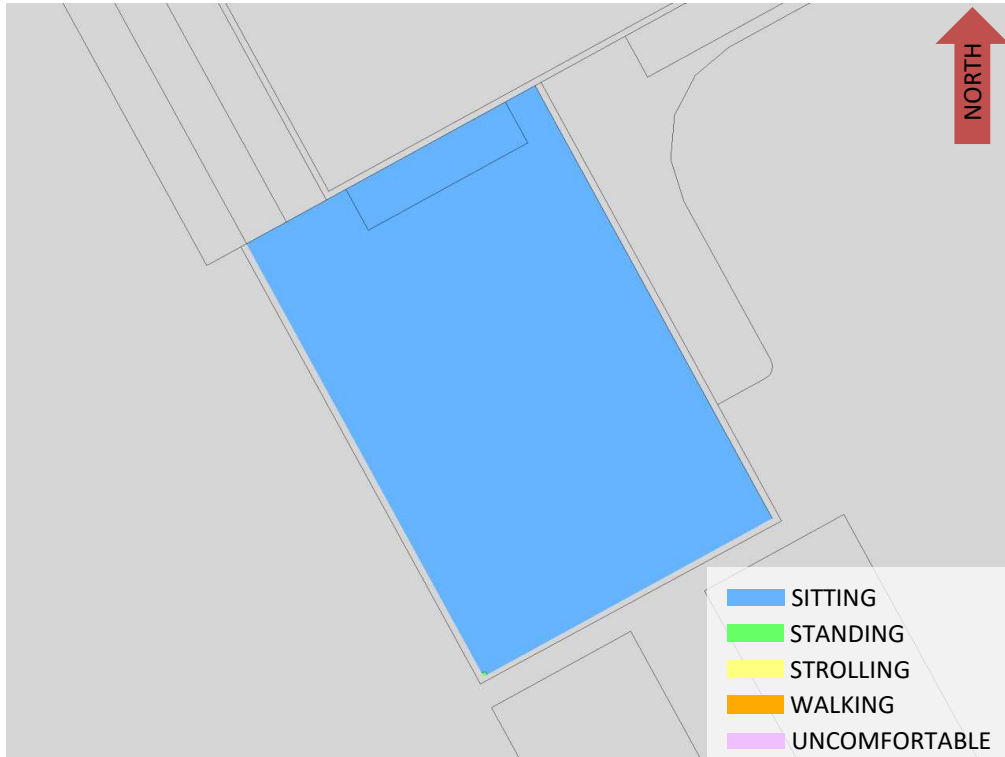 NORTH
SITTING
STANDING
STROLLING
WALKING
UNCOMFORTABLE